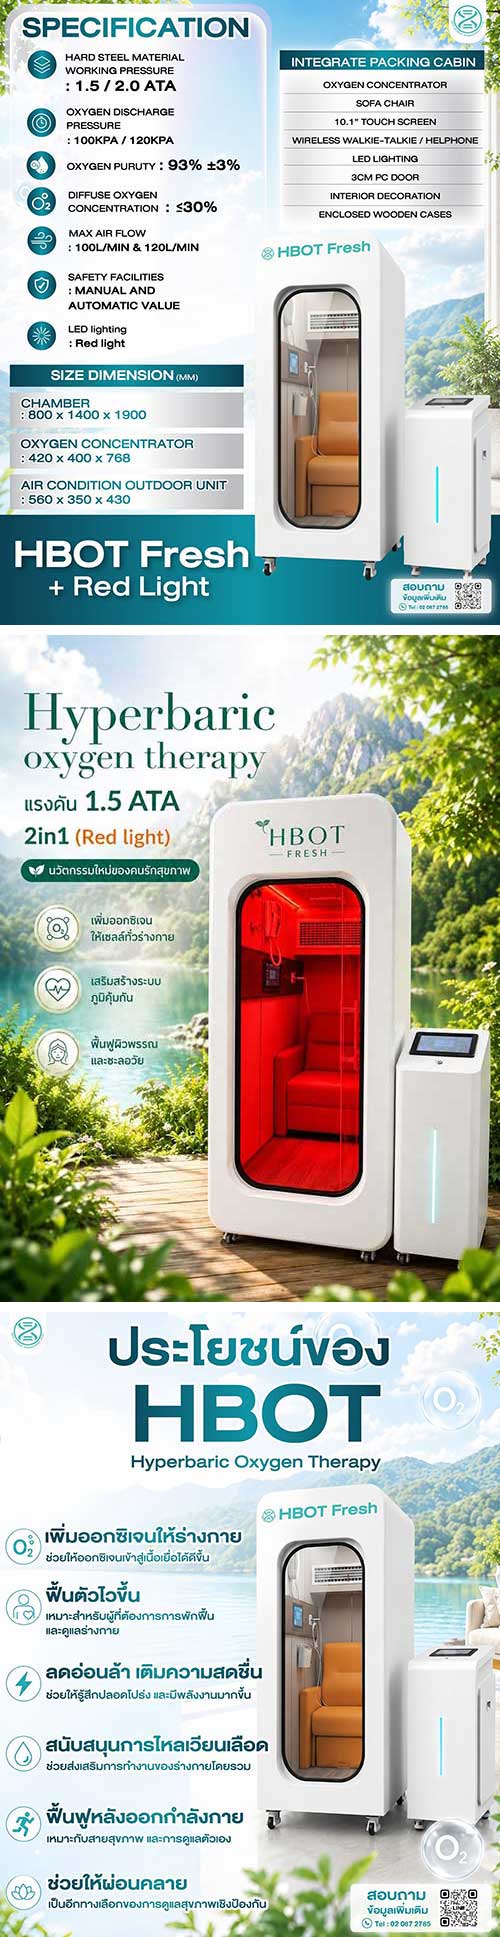 SPECIFICATION
HARD STEEL MATERIAL
WORKING PRESSURE
: 1.5 / 2.0 ATA
OXYGEN DISCHARGE
PRESSURE
: 100KPA / 120KPA
OXYGEN PURUTY : 93% ±3%
DIFFUSE OXYGEN
CONCENTRATION : ≤30%
MAX AIR FLOW
: 100L/MIN & 120L/MIN
SAFETY FACILITIES
: MANUAL AND
AUTOMATIC VALUE
LED lighting
: Red light
INTEGRATE PACKING CABIN
OXYGEN CONCENTRATOR
SOFA CHAIR
10.1" TOUCH SCREEN
WIRELESS WALKIE-TALKIE / HELPHONE
LED LIGHTING
3CM PC DOOR
INTERIOR DECORATION
ENCLOSED WOODEN CASES
HBOT Fresh
SIZE DIMENSION (MM)
CHAMBER
: 800 x 1400 x 1900
OXYGEN CONCENTRATOR
: 420 x 400 x 768
AIR CONDITION OUTDOOR UNIT
: 560 x 350 x 430
HBOT Fresh
+ Red Light
สอบถาม
ข้อมูลเพิ่มเติม
Tel : 02 087 2785
LINE
Hyperbaric
oxygen therapy
แรงดัน 1.5 ATA
2in1 (Red light)
นวัตกรรมใหม่ของคนรักสุขภาพ
O2
เพิ่มออกซิเจน
ให้เซลล์ทั่วร่างกาย
เสริมสร้างระบบ
ภูมิคุ้มกัน
ฟื้นฟูผิวพรรณ
และชะลอวัย
HBOT
FRESH
ประโยชน์ของ
HBOT
Hyperbaric Oxygen Therapy
O2
HBOT Fresh
O2
เพิ่มออกซิเจนให้ร่างกาย
ช่วยให้ออกซิเจนเข้าสู่เนื้อเยื่อได้ดีขึ้น
ฟื้นตัวไวขึ้น
เหมาะสำหรับผู้ที่ต้องการการพักฟื้น
และดูแลร่างกาย
ลดอ่อนล้า เติมความสดชื่น
ช่วยให้รู้สึกปลอดโปร่ง และมีพลังงานมากขึ้น
สนับสนุนการไหลเวียนเลือด
ช่วยส่งเสริมการทำงานของร่างกายโดยรวม
ฟื้นฟูหลังออกกำลังกาย
เหมาะกับสายสุขภาพ และการดูแลตัวเอง
ช่วยให้ผ่อนคลาย
เป็นอีกทางเลือกของการดูแลสุขภาพเชิงป้องกัน
O2
สอบถาม
ข้อมูลเพิ่มเติม
Tel : 02 087 2785
LINE